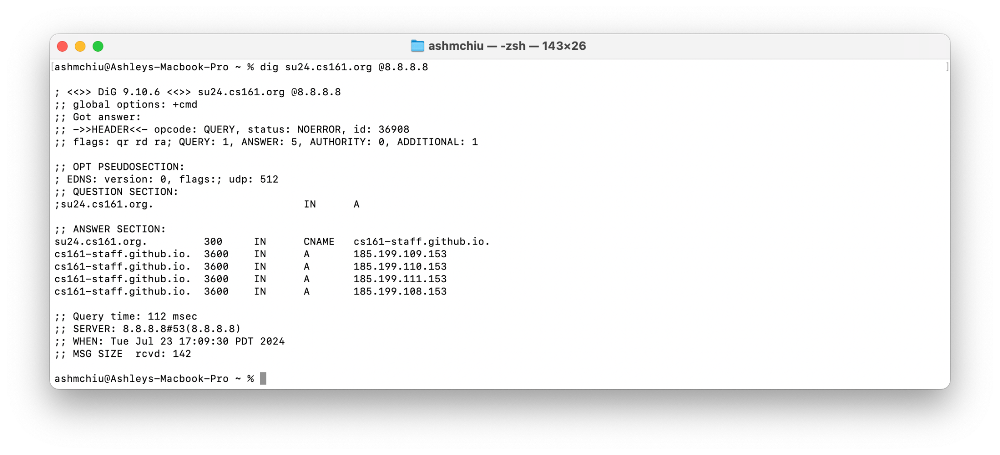 ashmchiu — -zsh — 143×26
[ashmchiu@Ashleys-Macbook-Pro ~ % dig su24.cs161.org @8.8.8.8 ]
; <<>> DiG 9.10.6 <<>> su24.cs161.org @8.8.8.8
;; global options: +cmd
;; Got answer:
;; ->>HEADER<<- opcode: QUERY, status: NOERROR, id: 36908
;; flags: qr rd ra; QUERY: 1, ANSWER: 5, AUTHORITY: 0, ADDITIONAL: 1
;; OPT PSEUDOSECTION:
; EDNS: version: 0, flags:; udp: 512
;; QUESTION SECTION:
;su24.cs161.org. IN A
;; ANSWER SECTION:
su24.cs161.org. 300 IN CNAME cs161-staff.github.io.
cs161-staff.github.io. 3600 IN A 185.199.109.153
cs161-staff.github.io. 3600 IN A 185.199.110.153
cs161-staff.github.io. 3600 IN A 185.199.111.153
cs161-staff.github.io. 3600 IN A 185.199.108.153
;; Query time: 112 msec
;; SERVER: 8.8.8.8#53(8.8.8.8)
;; WHEN: Tue Jul 23 17:09:30 PDT 2024
;; MSG SIZE  rcvd: 142
ashmchiu@Ashleys-Macbook-Pro ~ %